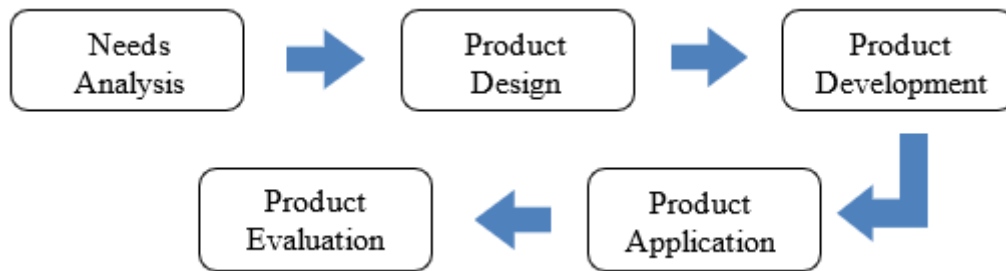 Needs
Analysis
Product
Design
Product
Development
Product
Application
Product
Evaluation